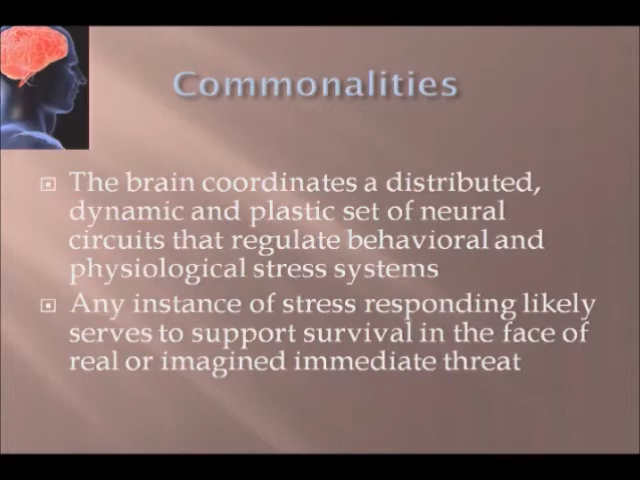 Commonalities
The brain coordinates a distributed,
dynamic and plastic set of neural
circuits that regulate behavioral and
physiological stress systems
Any instance of stress responding likely
serves to support survival in the face of
real or imagined immediate threat